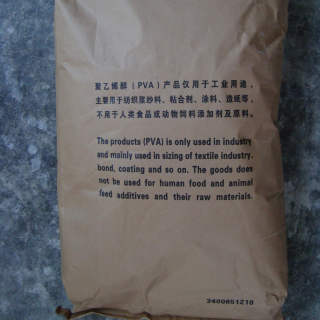 聚乙烯醇（PVA）产品仅用于工业用途，
主要用于纺织浆纱料、粘合剂、涂料、造纸等，
不用于人类食品或动物饲料添加剂及原料。
The products (PVA) is only used in industry
and mainly used in sizing of textile industry.
bond, coating and so on. The goods does
not be used for human food and animal
feed additives and their raw materials.
3400651210